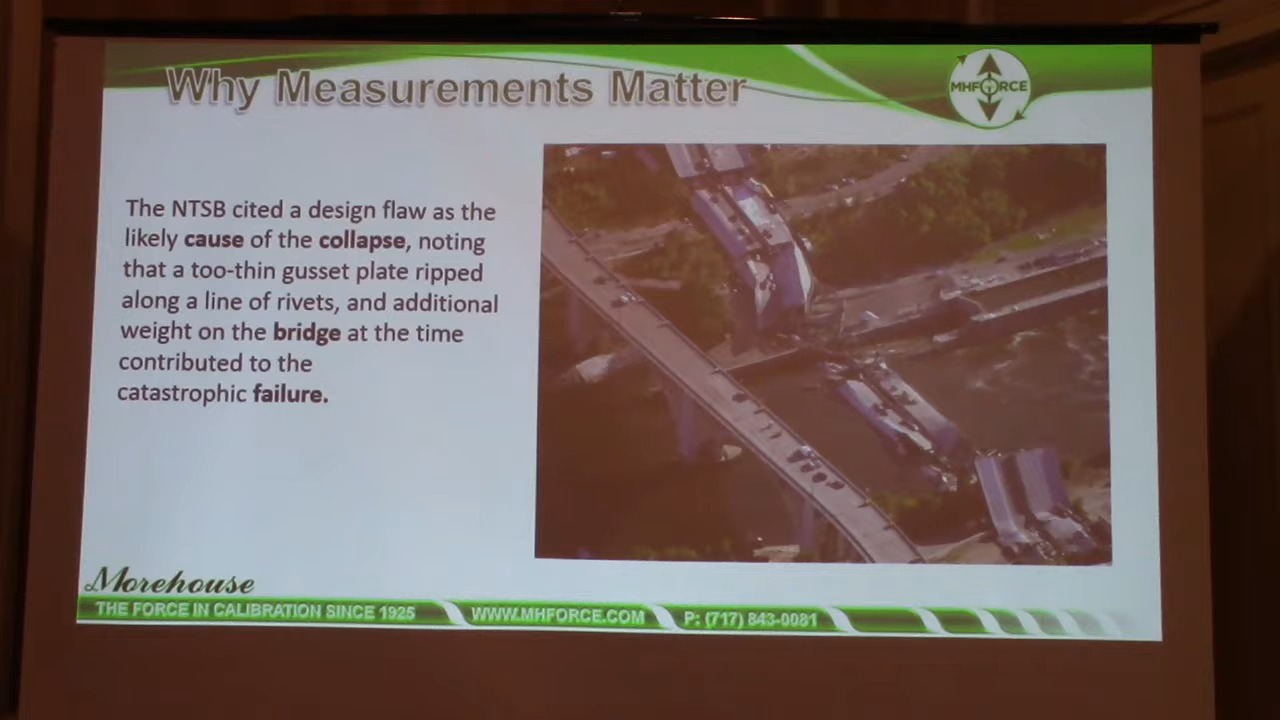 Why Measurements Matter
MHFORCE
The NTSB cited a design flaw as the
likely cause of the collapse, noting
that a too-thin gusset plate ripped
along a line of rivets, and additional
weight on the bridge at the time
contributed to the
catastrophic failure.
Morehouse
THE FORCE IN CALIBRATION SINCE 1925
WWW.MHFORCE.COM
P: (717) 843-0081